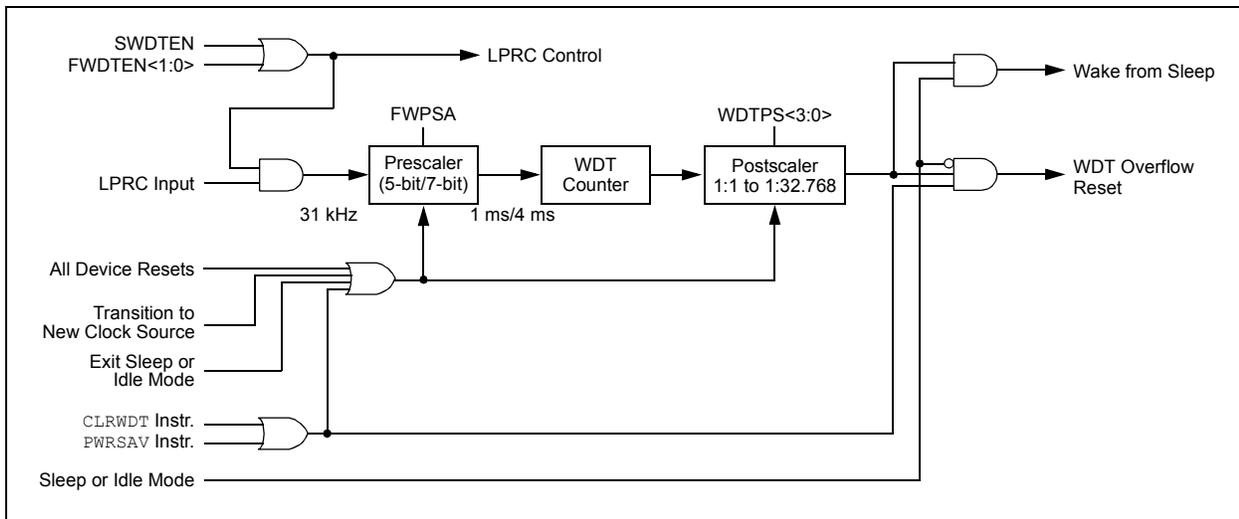 SWDTEN
FWDTEN<1:0>
LPRC Control
Wake from Sleep
FWPSA
WDTPS<3:0>
LPRC Input
Prescaler
(5-bit/7-bit)
WDT
Counter
Postscaler
1:1 to 1:32.768
WDT Overflow
Reset
31 kHz
1 ms/4 ms
All Device Resets
Transition to
New Clock Source
Exit Sleep or
Idle Mode
CLRWDT Instr.
PWRSAV Instr.
Sleep or Idle Mode